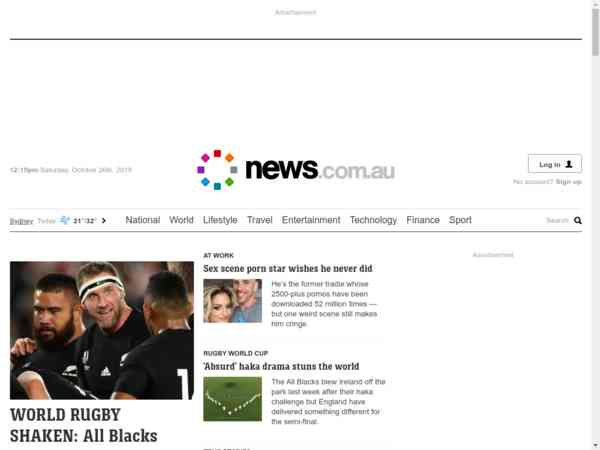 Advertisement
12:15pm Saturday, October 26th, 2019
news.com.au
Log in
No account? Sign up
Sydney Today 21°/32°
National World Lifestyle Travel Entertainment Technology Finance Sport
Search
AT WORK
Advertisement
Sex scene porn star wishes he never did
He's the former tradie whose
2500-plus pornos have been
downloaded 52 million times —
but one weird scene still makes
him cringe.
RUGBY WORLD CUP
'Absurd' haka drama stuns the world
The All Blacks blew Ireland off the
park last week after their haka
challenge but England have
delivered something different for
the semi-final.
WORLD RUGBY
SHAKEN: All Blacks